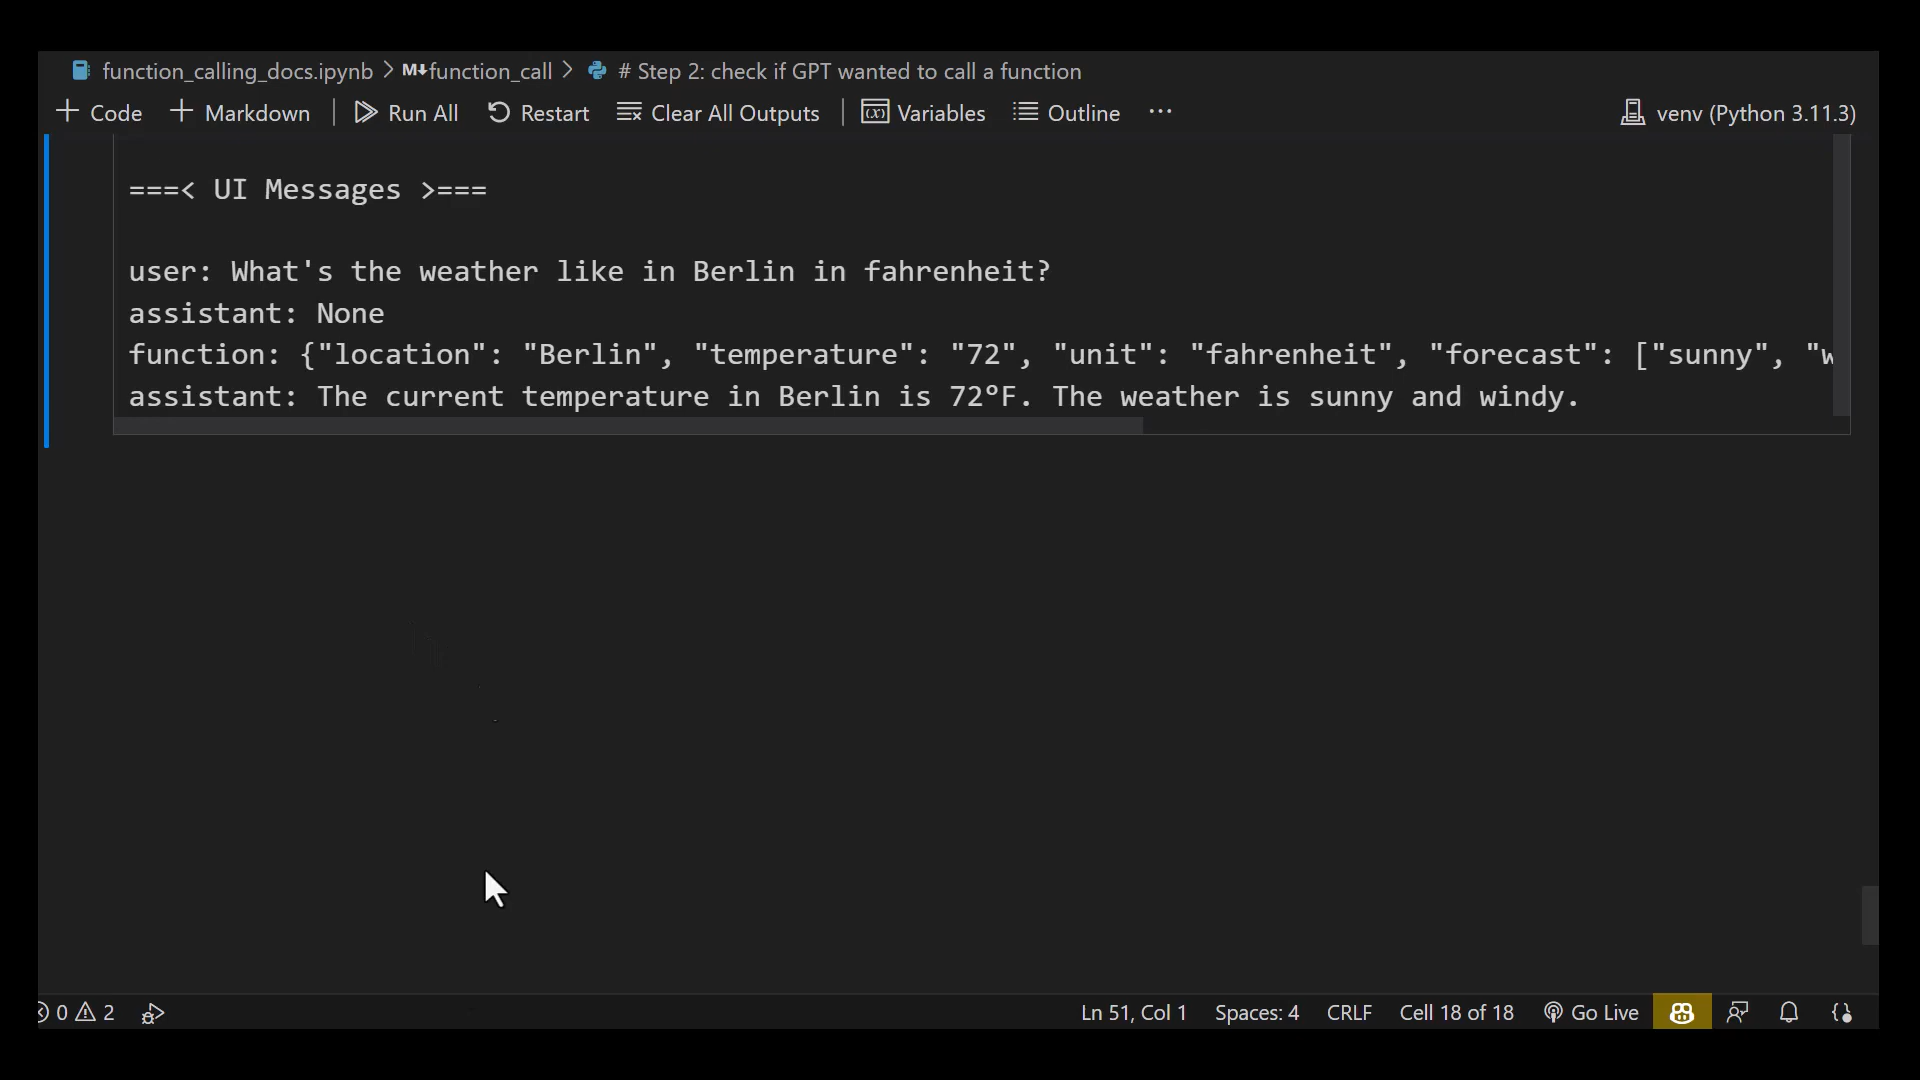 function_calling_docs.ipynb > M↓function_call > # Step 2: check if GPT wanted to call a function
+ Code + Markdown | Run All Restart Clear All Outputs | (x) Variables Outline ··· venv (Python 3.11.3)
===< UI Messages >===
user: What's the weather like in Berlin in fahrenheit?
assistant: None
function: {"location": "Berlin", "temperature": "72", "unit": "fahrenheit", "forecast": ["sunny", "w
assistant: The current temperature in Berlin is 72°F. The weather is sunny and windy.
0 2 Ln 51, Col 1 Spaces: 4 CRLF Cell 18 of 18 Go Live